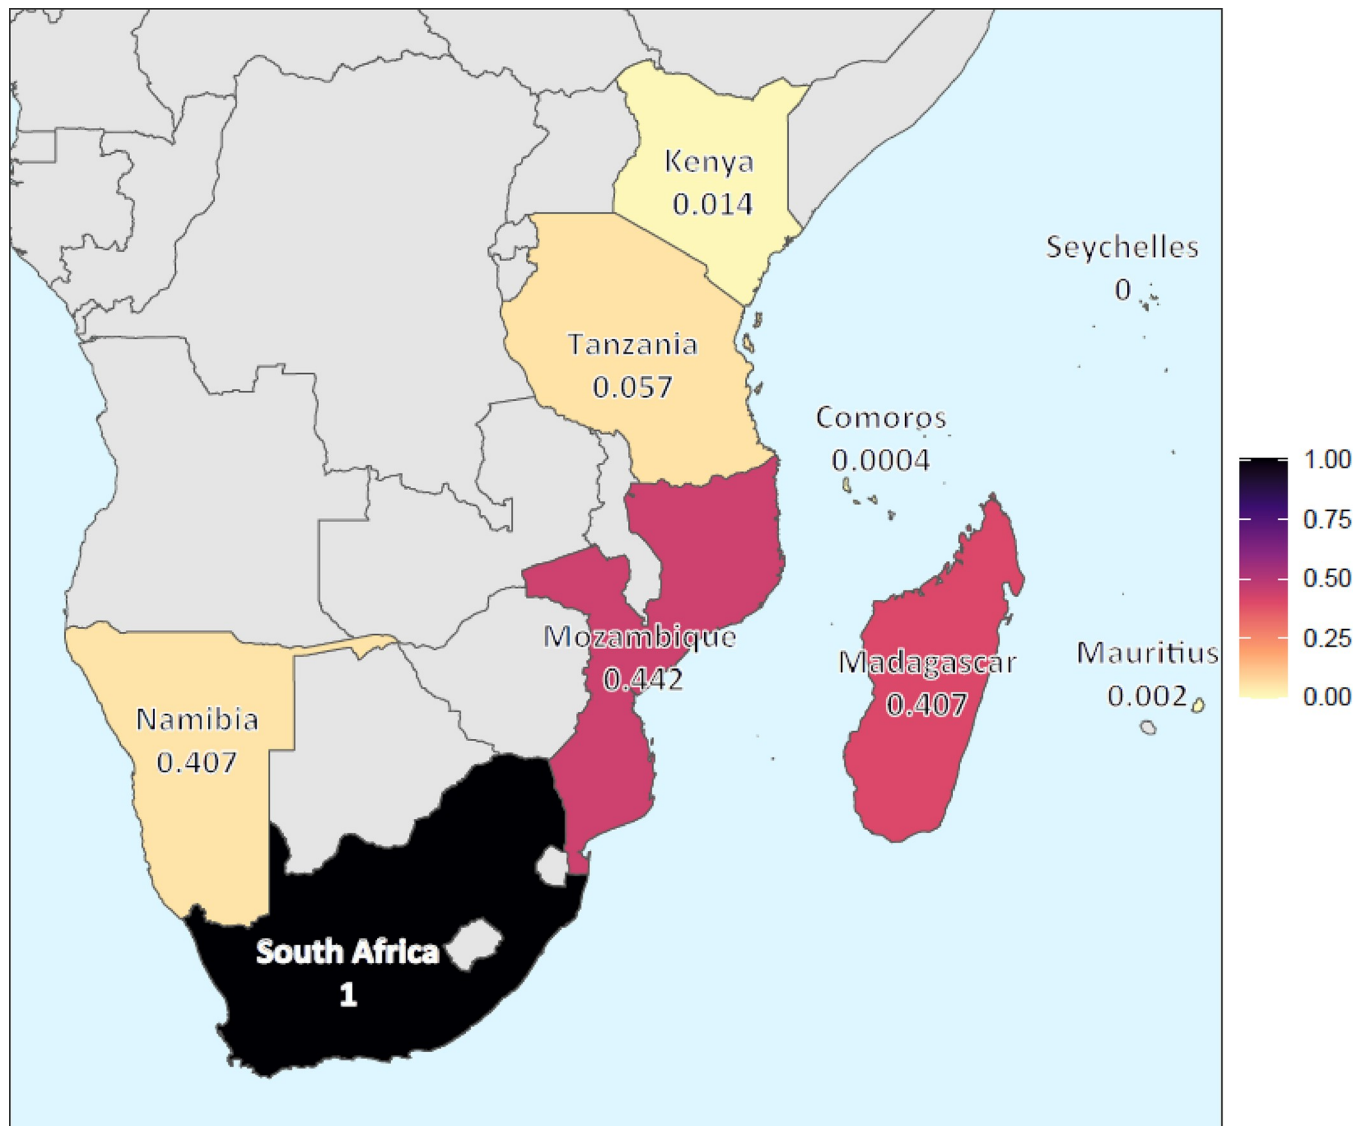 Kenya
0.014
Seychelles
0
Tanzania
0.057
Comoros
0.0004
Mozambique
0.442
Madagascar
0.407
Mauritius
0.002
Namibia
0.407
South Africa
1
1.00
0.75
0.50
0.25
0.00